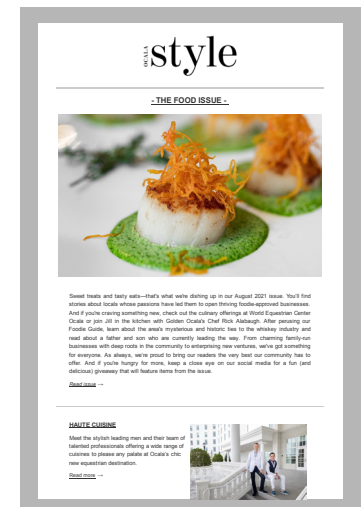 OCALA
style
- THE FOOD ISSUE -
Sweet treats and tasty eats—that's what we're dishing up in our August 2021 issue. You'll find
stories about locals whose passions have led them to open thriving foodie-approved businesses.
And if you're craving something new, check out the culinary offerings at World Equestrian Center
Ocala or join Jill in the kitchen with Golden Ocala's Chef Rick Alabaugh. After perusing our
Foodie Guide, learn about the area's mysterious and historic ties to the whiskey industry and
read about a father and son who are currently leading the way. From charming family-run
businesses with deep roots in the community to enterprising new ventures, we've got something
for everyone. As always, we're proud to bring our readers the very best our community has to
offer. And if you're hungry for more, keep a close eye on our social media for a fun (and
delicious) giveaway that will feature items from the issue.
Read issue →
HAUTE CUISINE
Meet the stylish leading men and their team of
talented professionals offering a wide range of
cuisines to please any palate at Ocala's chic
new equestrian destination.
Read more →